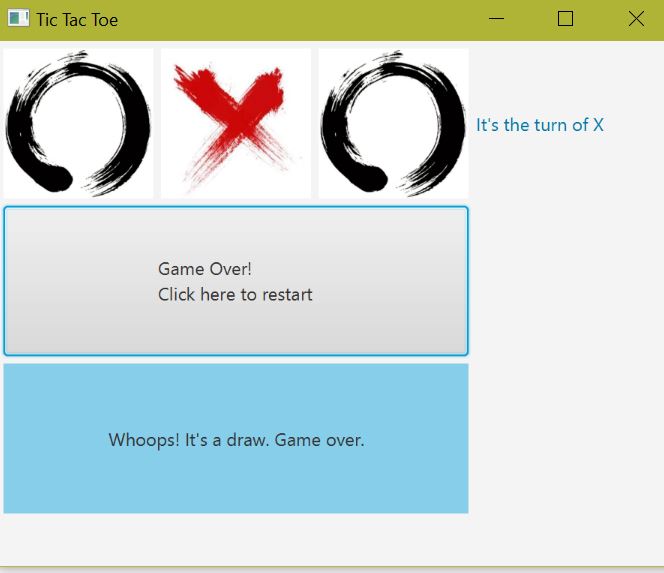 Tic Tac Toe
It's the turn of X
Game Over!
Click here to restart
Whoops! It's a draw. Game over.